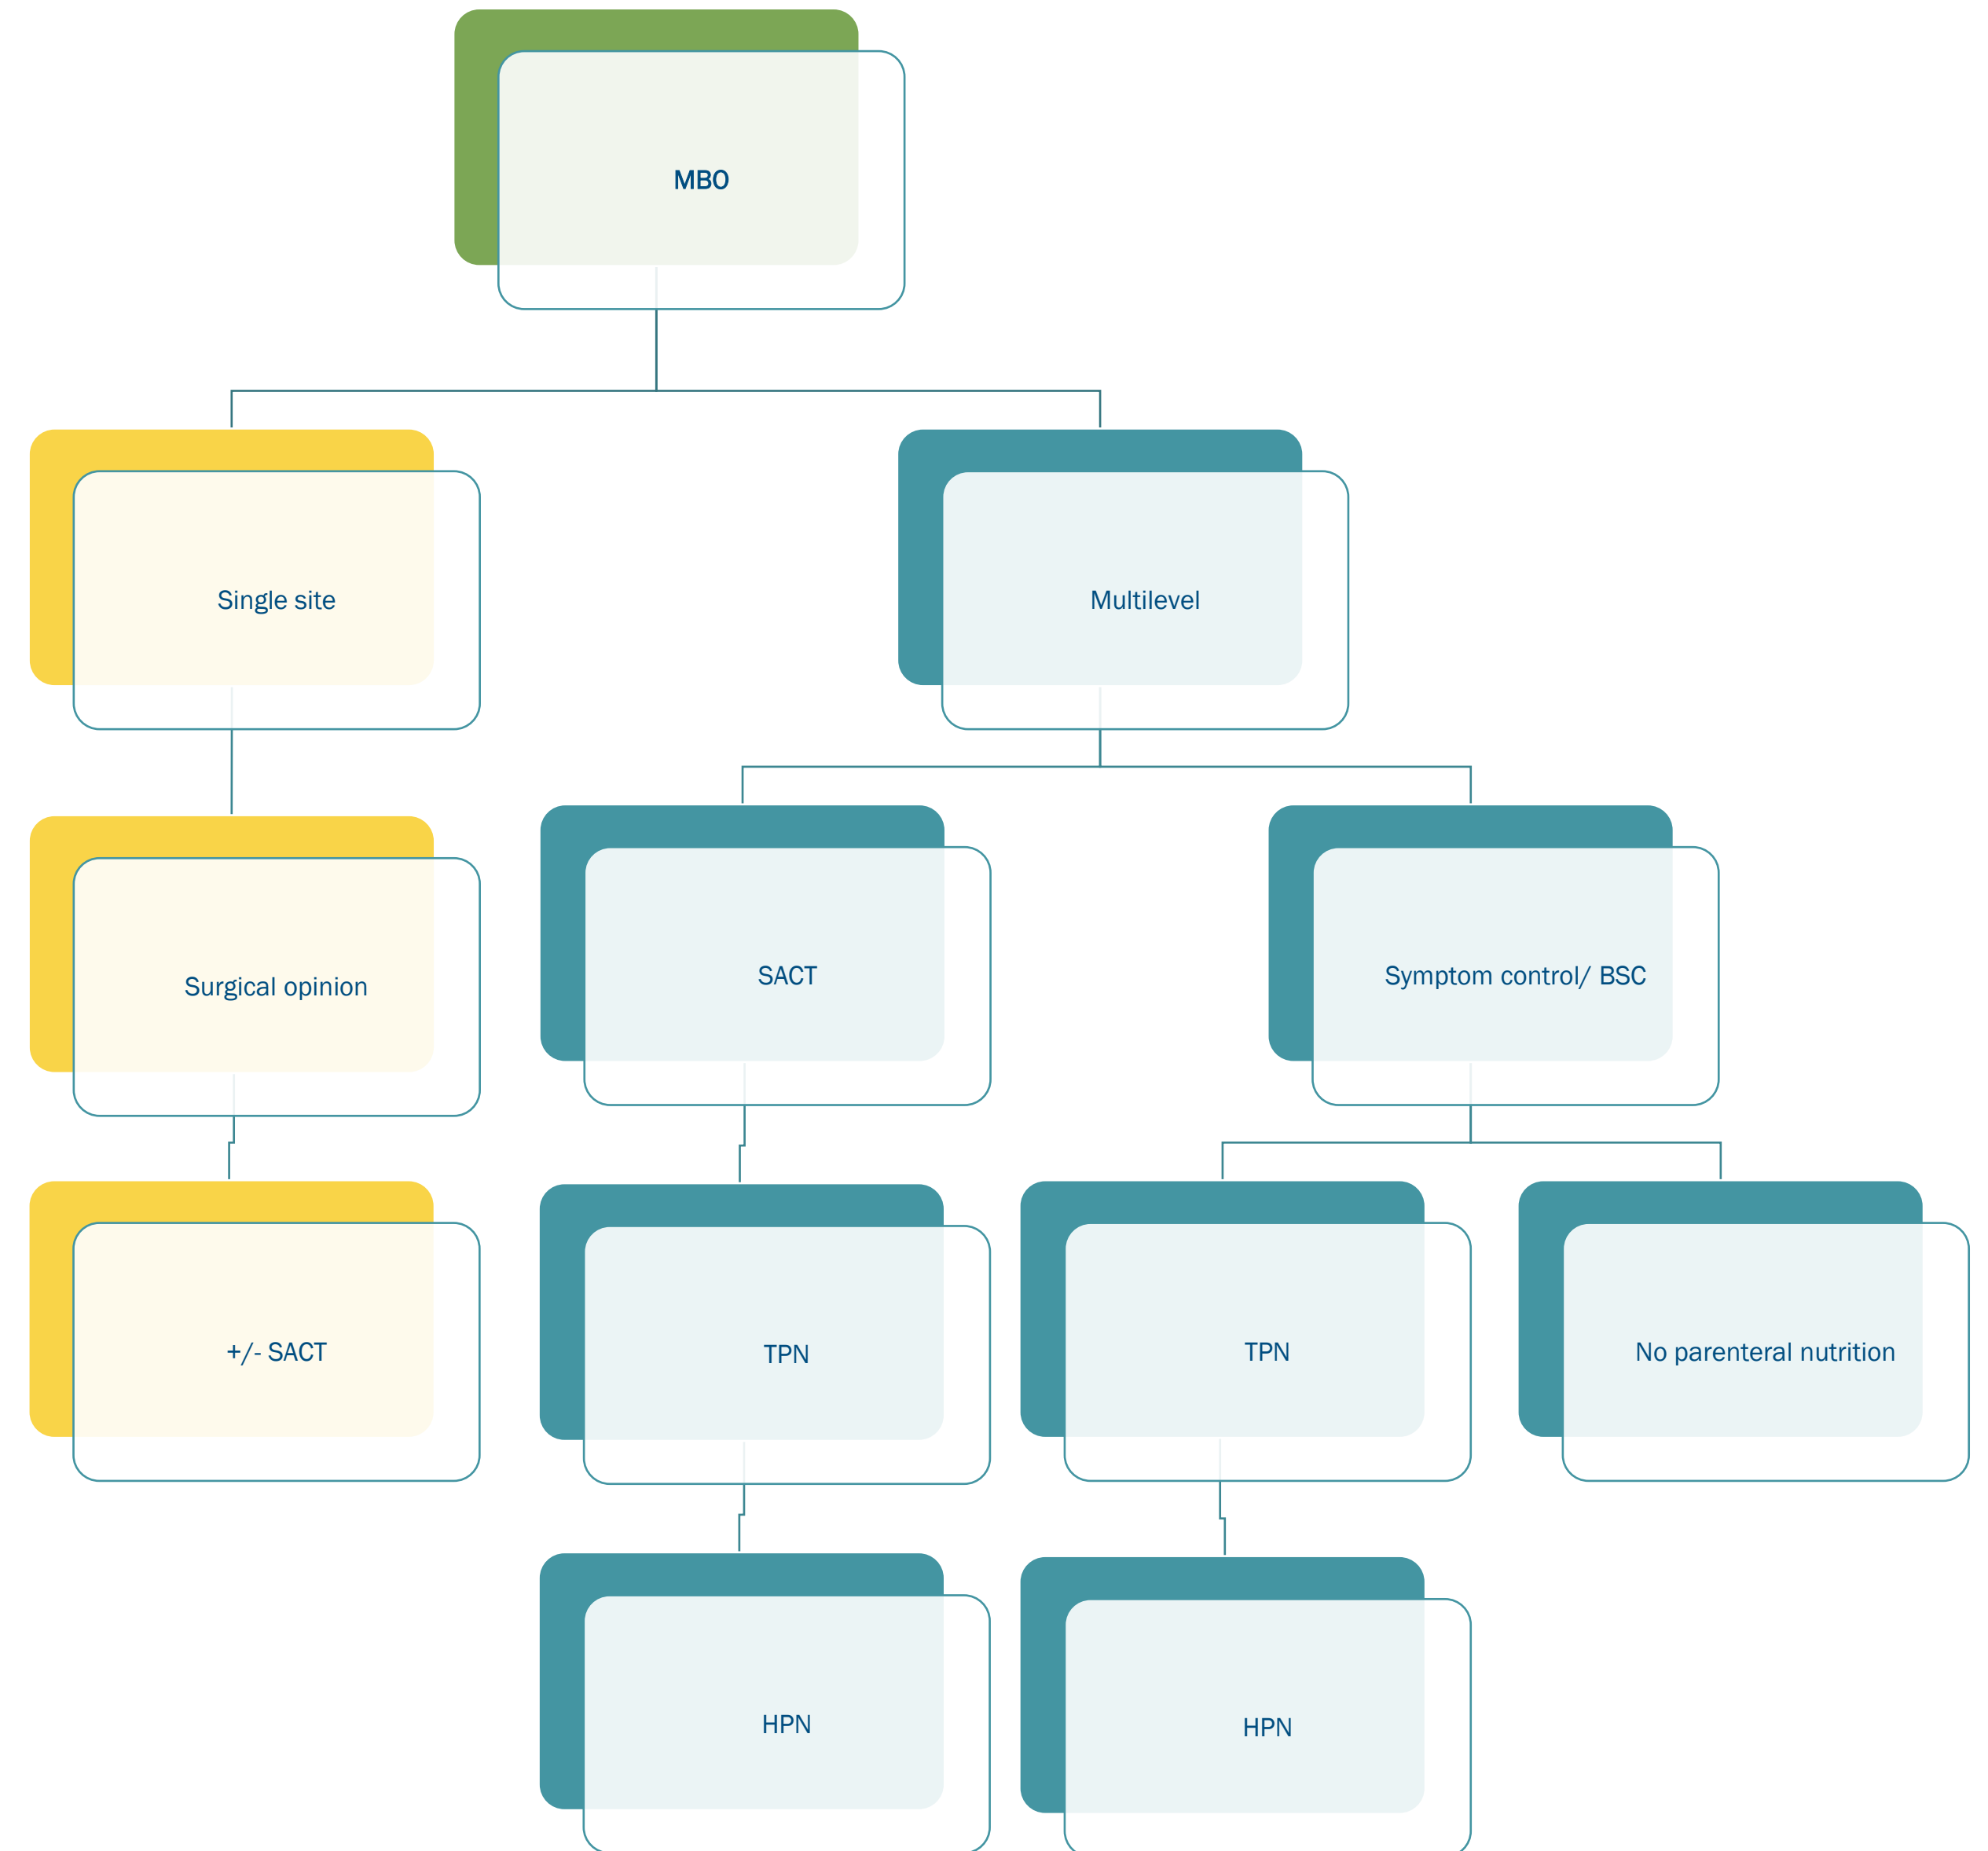 MBO
Single site
Multilevel
Surgical opinion
SACT
Symptom control/ BSC
+/- SACT
TPN
TPN
No parenteral nutrition
HPN
HPN